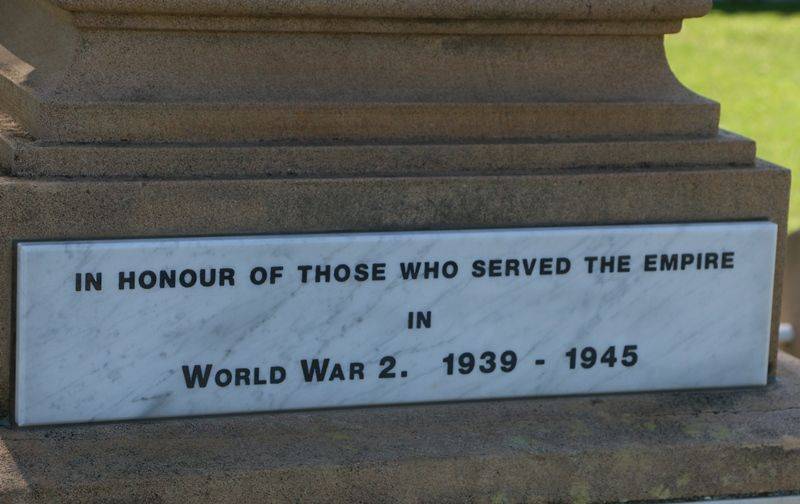 IN HONOUR OF THOSE WHO SERVED THE EMPIRE
IN
WORLD WAR 2. 1939 - 1945